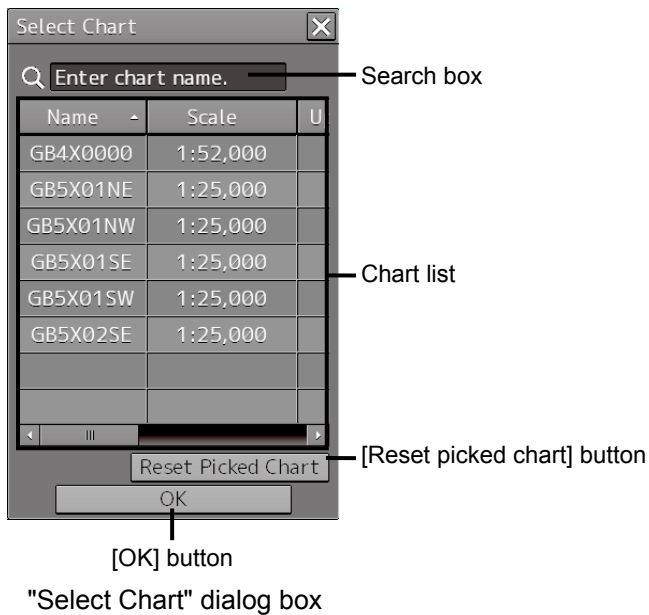 Select Chart
Enter chart name.
Search box
Name Scale U
GB4X0000 1:52,000
GB5X01NE 1:25,000
GB5X01NW 1:25,000
GB5X01SE 1:25,000
Chart list
GB5X01SW 1:25,000
GB5X02SE 1:25,000
Reset Picked Chart
[Reset picked chart] button
OK
[OK] button
"Select Chart" dialog box